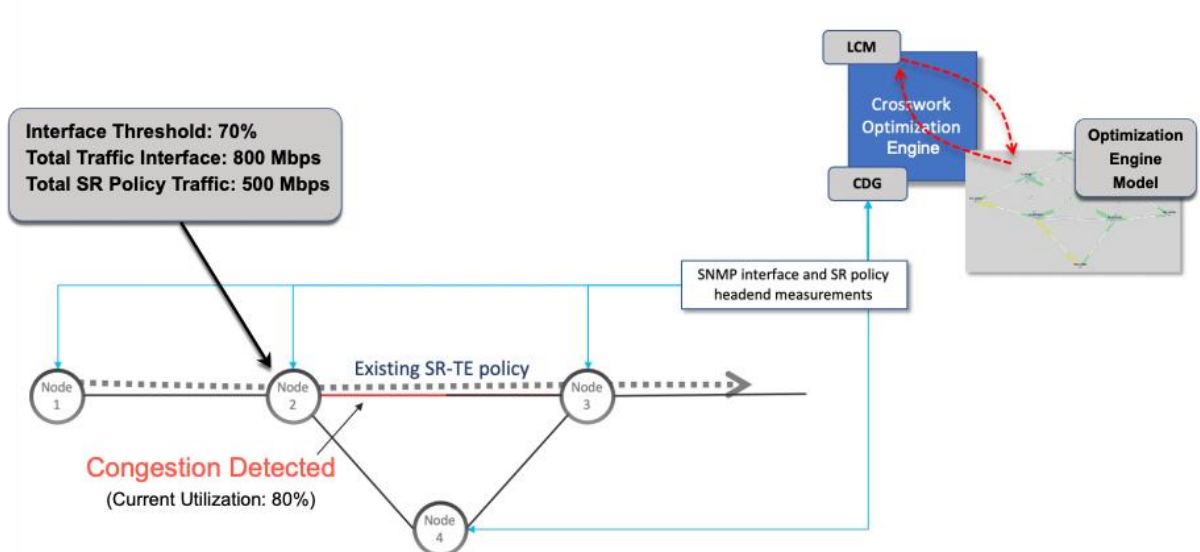 LCM
Crosswork
Optimization
Engine
Optimization
Engine
Model
CDG
Interface Threshold: 70%
Total Traffic Interface: 800 Mbps
Total SR Policy Traffic: 500 Mbps
SNMP interface and SR policy
headend measurements
Existing SR-TE policy
Node
1
Node
2
Node
3
Congestion Detected
(Current Utilization: 80%)
Node
4